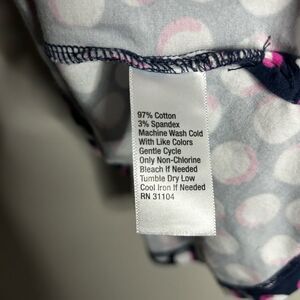 97% Cotton
3% Spandex
Machine Wash Cold
With Like Colors
Gentle Cycle
Only Non-Chlorine
Bleach If Needed
Tumble Dry Low
Cool Iron If Needed
RN 31104